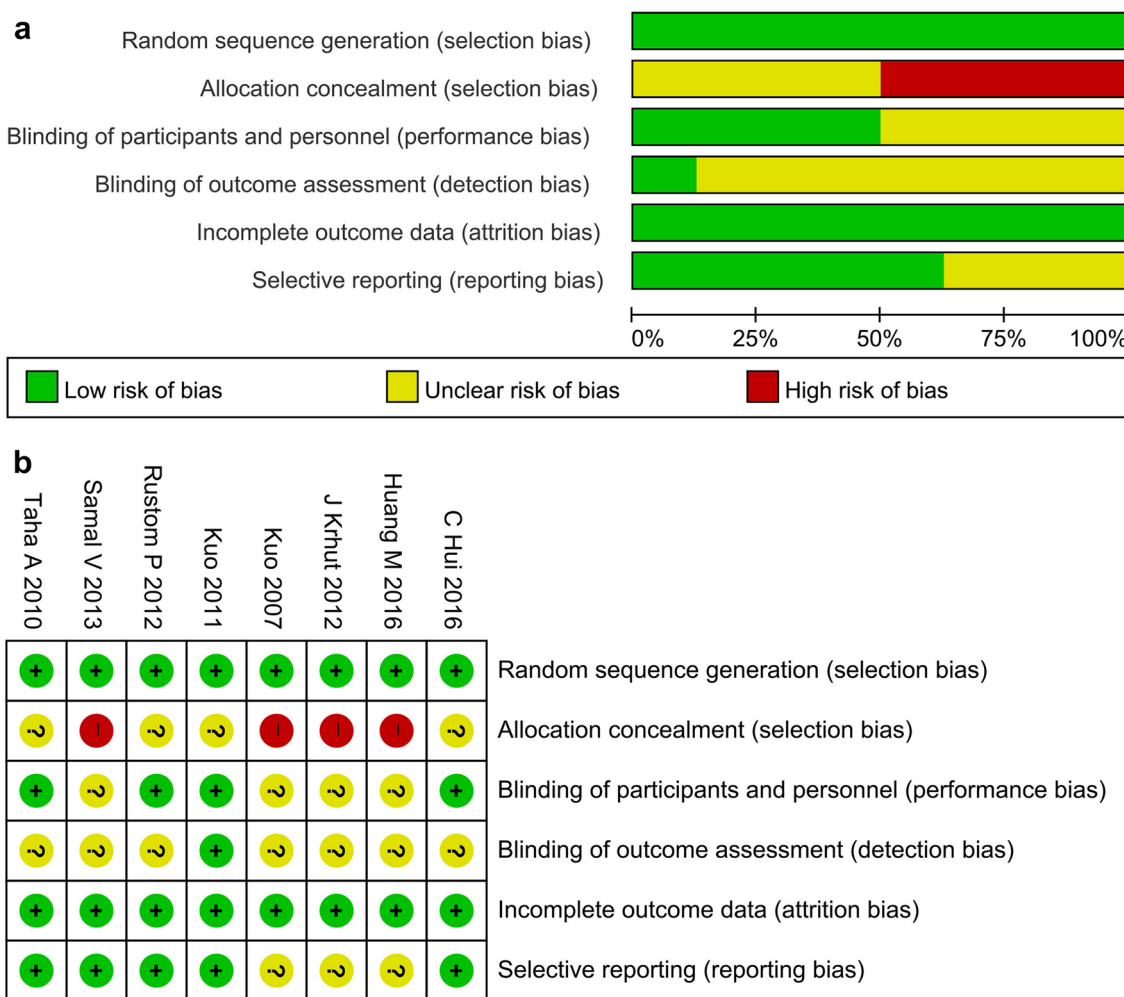 a
Random sequence generation (selection bias)
Allocation concealment (selection bias)
Blinding of participants and personnel (performance bias)
Blinding of outcome assessment (detection bias)
Incomplete outcome data (attrition bias)
Selective reporting (reporting bias)
0% 25% 50% 75% 100%
Low risk of bias Unclear risk of bias High risk of bias
b
Taha A 2010
Samal V 2013
Rustom P 2012
Kuo 2011
Kuo 2007
J Krhut 2012
Huang M 2016
C Hui 2016
+ + + + + + + + Random sequence generation (selection bias)
? – ? ? – – – ? Allocation concealment (selection bias)
+ ? + + ? ? ? + Blinding of participants and personnel (performance bias)
? ? ? + ? ? ? ? Blinding of outcome assessment (detection bias)
+ + + + + + + + Incomplete outcome data (attrition bias)
+ + + + ? ? ? + Selective reporting (reporting bias)